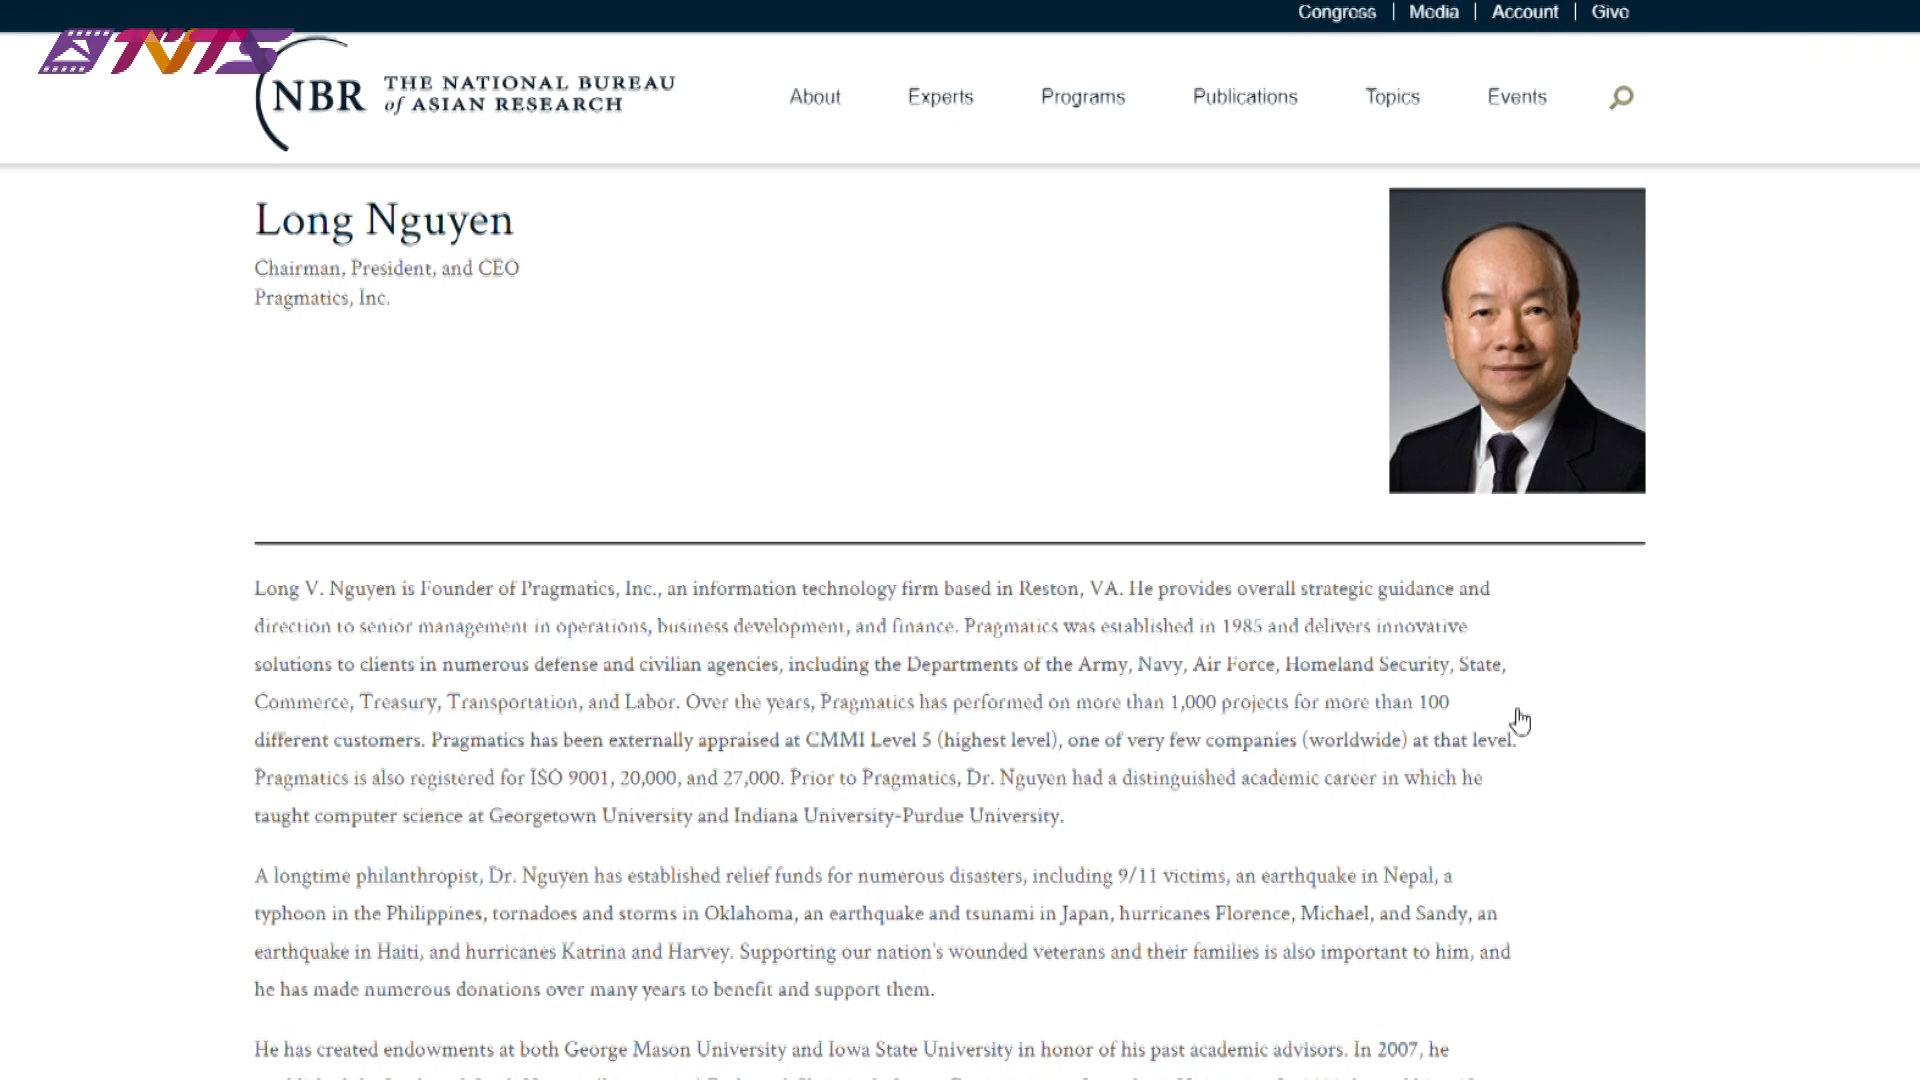 Congress | Media | Account | Give
TNTS
NBR THE NATIONAL BUREAU
of ASIAN RESEARCH
About Experts Programs Publications Topics Events
Long Nguyen
Chairman, President, and CEO
Pragmatics, Inc.
Long V. Nguyen is Founder of Pragmatics, Inc., an information technology firm based in Reston, VA. He provides overall strategic guidance and
direction to senior management in operations, business development, and finance. Pragmatics was established in 1985 and delivers innovative
solutions to clients in numerous defense and civilian agencies, including the Departments of the Army, Navy, Air Force, Homeland Security, State,
Commerce, Treasury, Transportation, and Labor. Over the years, Pragmatics has performed on more than 1,000 projects for more than 100
different customers. Pragmatics has been externally appraised at CMMI Level 5 (highest level), one of very few companies (worldwide) at that level.
Pragmatics is also registered for ISO 9001, 20,000, and 27,000. Prior to Pragmatics, Dr. Nguyen had a distinguished academic career in which he
taught computer science at Georgetown University and Indiana University-Purdue University.
A longtime philanthropist, Dr. Nguyen has established relief funds for numerous disasters, including 9/11 victims, an earthquake in Nepal, a
typhoon in the Philippines, tornadoes and storms in Oklahoma, an earthquake and tsunami in Japan, hurricanes Florence, Michael, and Sandy, an
earthquake in Haiti, and hurricanes Katrina and Harvey. Supporting our nation's wounded veterans and their families is also important to him, and
he has made numerous donations over many years to benefit and support them.
He has created endowments at both George Mason University and Iowa State University in honor of his past academic advisors. In 2007, he